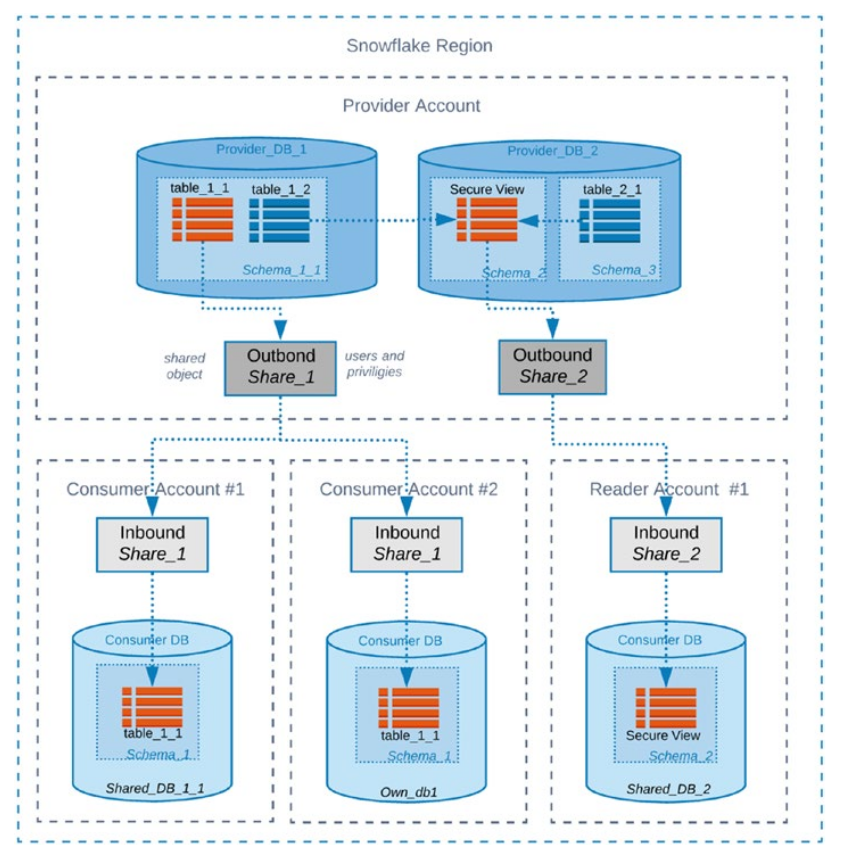 Snowflake Region
Provider Account
Provider_DB_1
Provider_DB_2
table_1_1
table_1_2
Secure View
table_2_1
Schema_1_1
Schema_2
Schema_3
shared
object
Outbond
Share_1
users and
priviligies
Outbound
Share_2
Consumer Account #1
Consumer Account #2
Reader Account #1
Inbound
Share_1
Inbound
Share_1
Inbound
Share_2
Consumer DB
Consumer DB
Consumer DB
table_1_1
table_1_1
Secure View
Schema_1
Schema_1
Schema_2
Shared_DB_1_1
Own_db1
Shared_DB_2